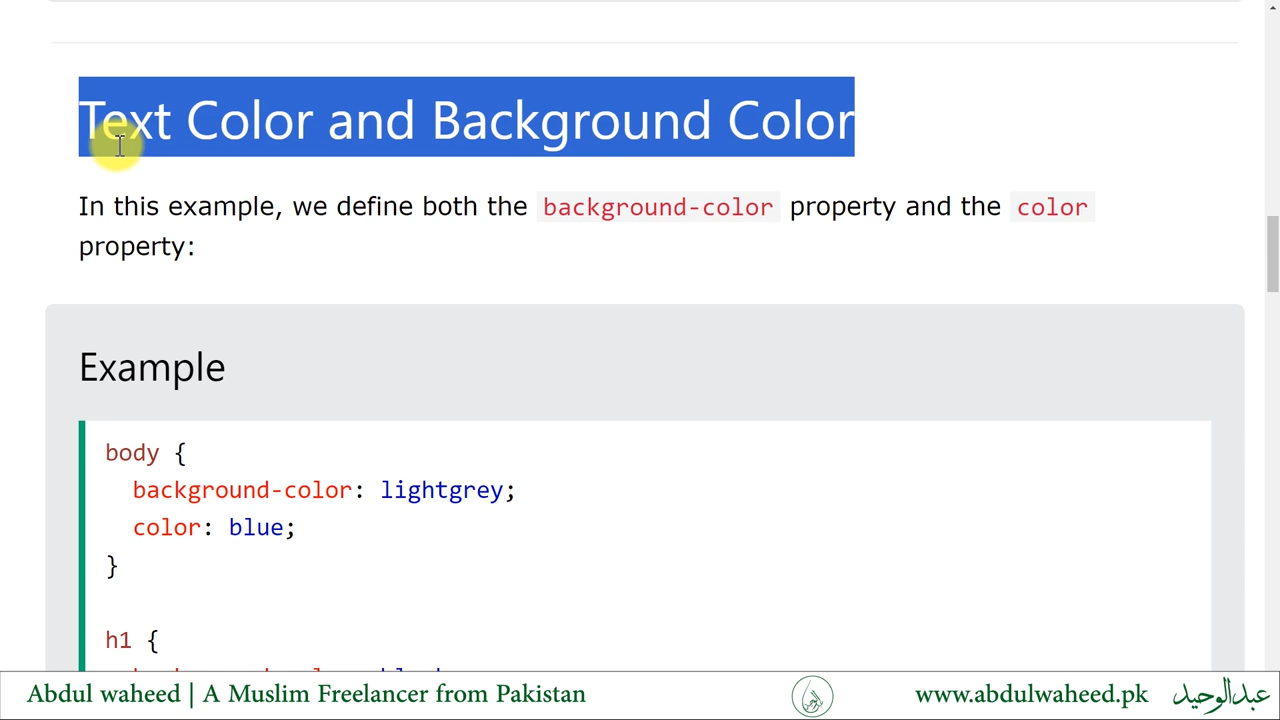 Text Color and Background Color
In this example, we define both the background-color property and the color
property:
Example
body {
background-color: lightgrey;
color: blue;
}
h1 {
Abdul waheed | A Muslim Freelancer from Pakistan
www.abdulwaheed.pk
عبدالوحید